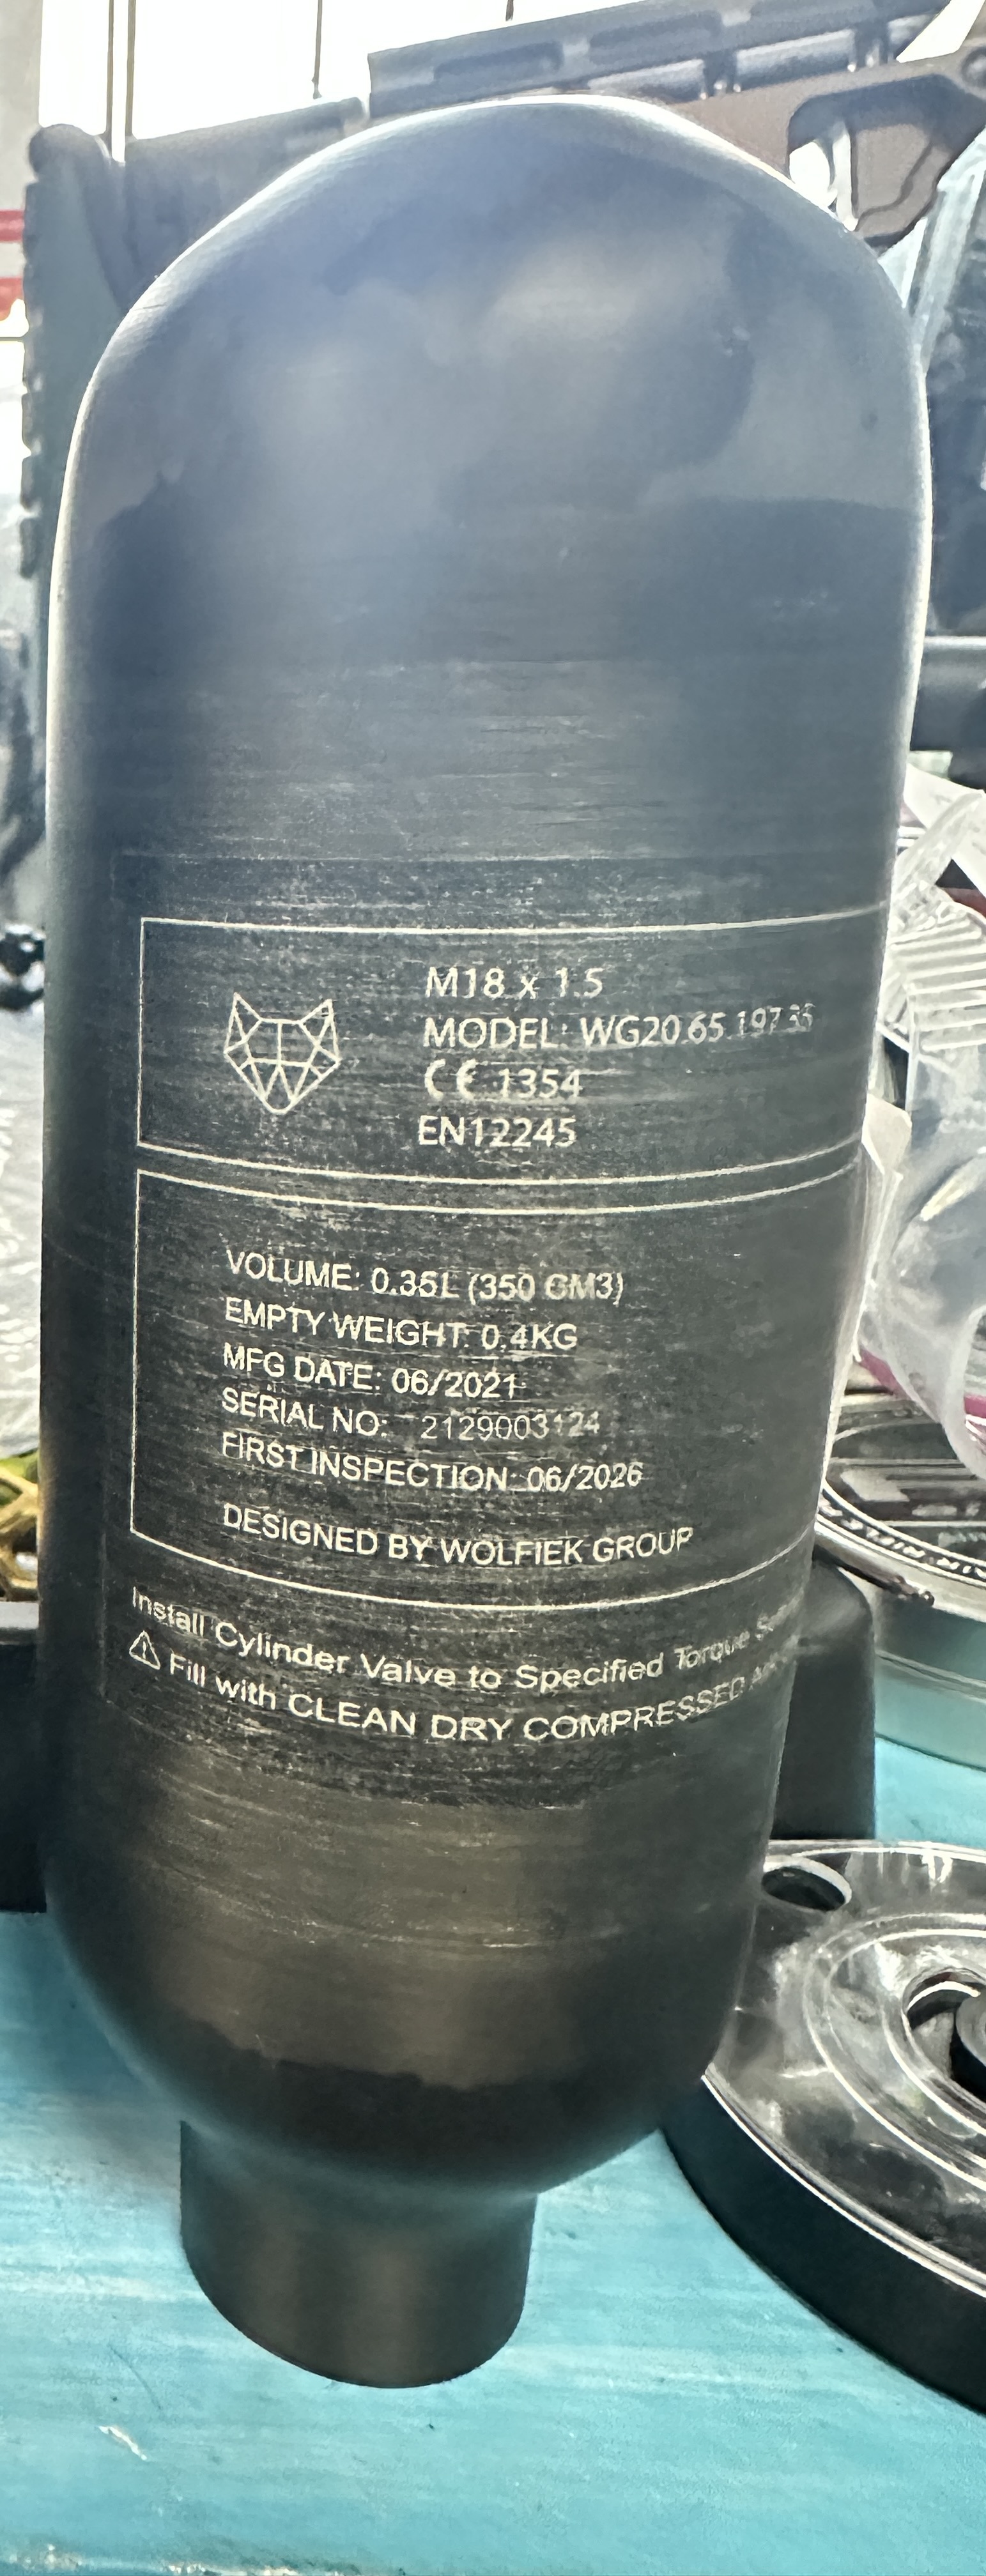 M18 x 1.5
MODEL: WG20.65.197.35
CE 1354
EN12245
VOLUME: 0.35L (350 CM3)
EMPTY WEIGHT: 0.4KG
MFG DATE: 06/2021
SERIAL NO: 2129003124
FIRST INSPECTION: 06/2026
DESIGNED BY WOLFIEK GROUP
Install Cylinder Valve to Specified Torque
Fill with CLEAN DRY COMPRESSED
AIR RIFLE